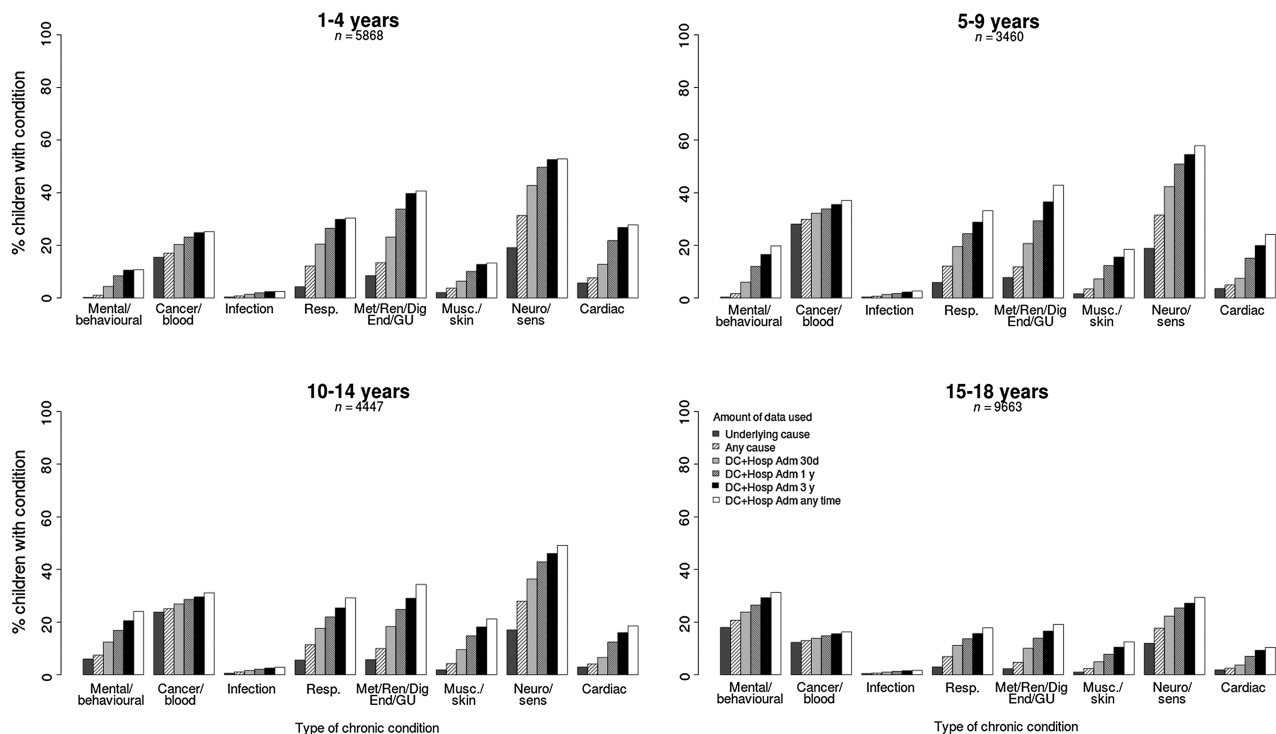 1-4 years
n = 5868
% children with condition
100
80
60
40
20
0
Mental/ Cancer/ Infection Resp. Met/Ren/Dig Musc./ Neuro/ Cardiac
behavioural blood End/GU skin sens
5-9 years
n = 3460
100
80
60
40
20
0
Mental/ Cancer/ Infection Resp. Met/Ren/Dig Musc./ Neuro/ Cardiac
behavioural blood End/GU skin sens
10-14 years
n = 4447
% children with condition
100
80
60
40
20
0
Mental/ Cancer/ Infection Resp. Met/Ren/Dig Musc./ Neuro/ Cardiac
behavioural blood End/GU skin sens
Type of chronic condition
15-18 years
n = 9663
100
80
60
40
20
0
Amount of data used
Underlying cause
Any cause
DC+Hosp Adm 30d
DC+Hosp Adm 1 y
DC+Hosp Adm 3 y
DC+Hosp Adm any time
Mental/ Cancer/ Infection Resp. Met/Ren/Dig Musc./ Neuro/ Cardiac
behavioural blood End/GU skin sens
Type of chronic condition